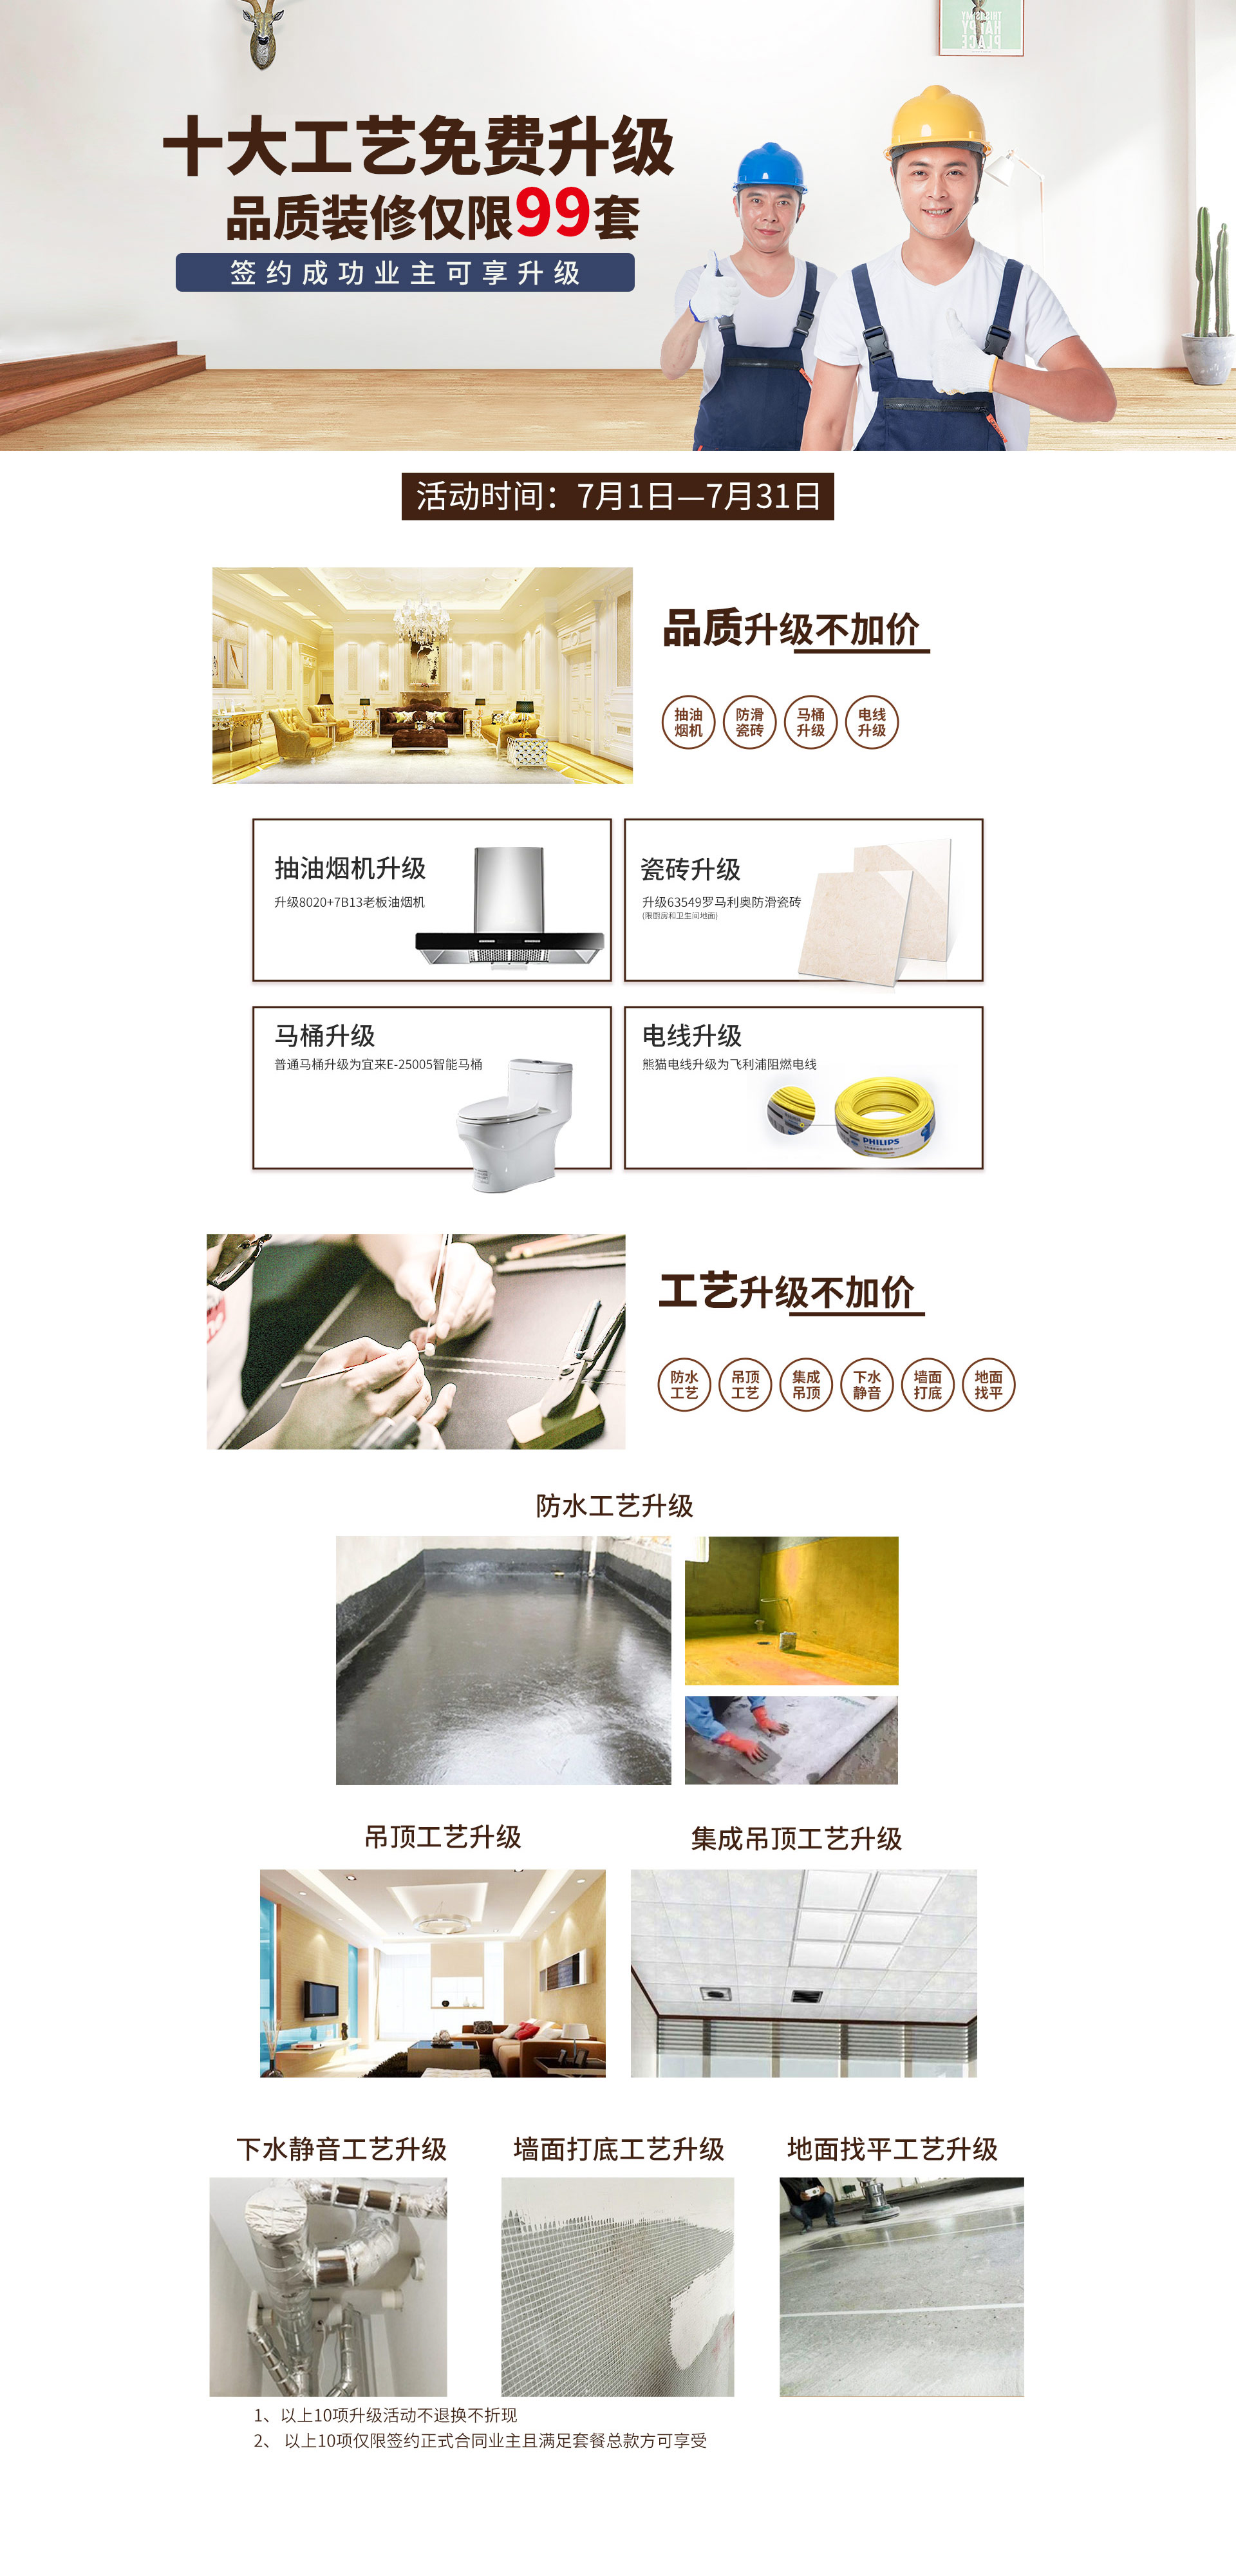 十大工艺免费升级
品质装修仅限99套
签约成功业主可享升级
活动时间：7月1日—7月31日
品质升级不加价
抽油烟机
防滑瓷砖
马桶升级
电线升级
抽油烟机升级
升级8020+7B13老板油烟机
瓷砖升级
升级63549罗马利奥防滑瓷砖
(限厨房和卫生间地面)
马桶升级
普通马桶升级为宜来E-25005智能马桶
电线升级
熊猫电线升级为飞利浦阻燃电线
PHILIPS
工艺升级不加价
防水工艺
吊顶工艺
集成吊顶
下水静音
墙面打底
地面找平
防水工艺升级
吊顶工艺升级
集成吊顶工艺升级
下水静音工艺升级
墙面打底工艺升级
地面找平工艺升级
1、以上10项升级活动不退换不折现
2、 以上10项仅限签约正式合同业主且满足套餐总款方可享受